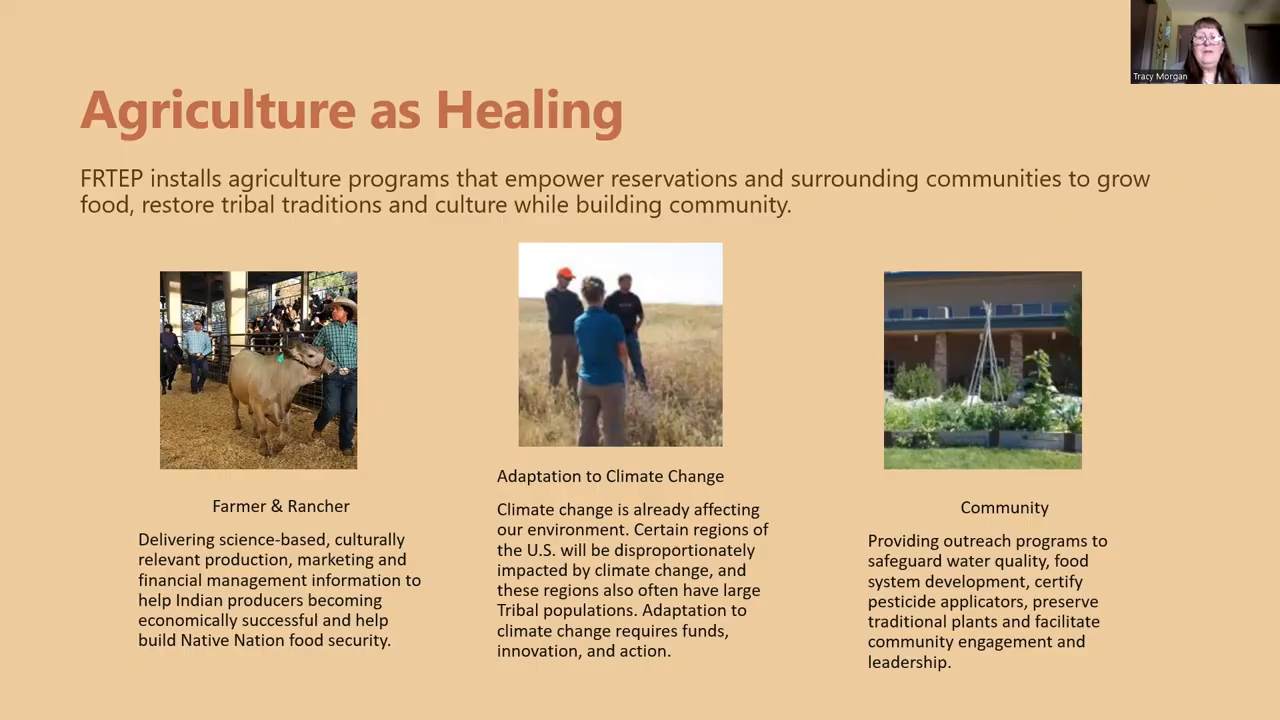 Tracy Morgan
Agriculture as Healing
FRTEP installs agriculture programs that empower reservations and surrounding communities to grow
food, restore tribal traditions and culture while building community.
Farmer & Rancher
Delivering science-based, culturally
relevant production, marketing and
financial management information to
help Indian producers becoming
economically successful and help
build Native Nation food security.
Adaptation to Climate Change
Climate change is already affecting
our environment. Certain regions of
the U.S. will be disproportionately
impacted by climate change, and
these regions also often have large
Tribal populations. Adaptation to
climate change requires funds,
innovation, and action.
Community
Providing outreach programs to
safeguard water quality, food
system development, certify
pesticide applicators, preserve
traditional plants and facilitate
community engagement and
leadership.